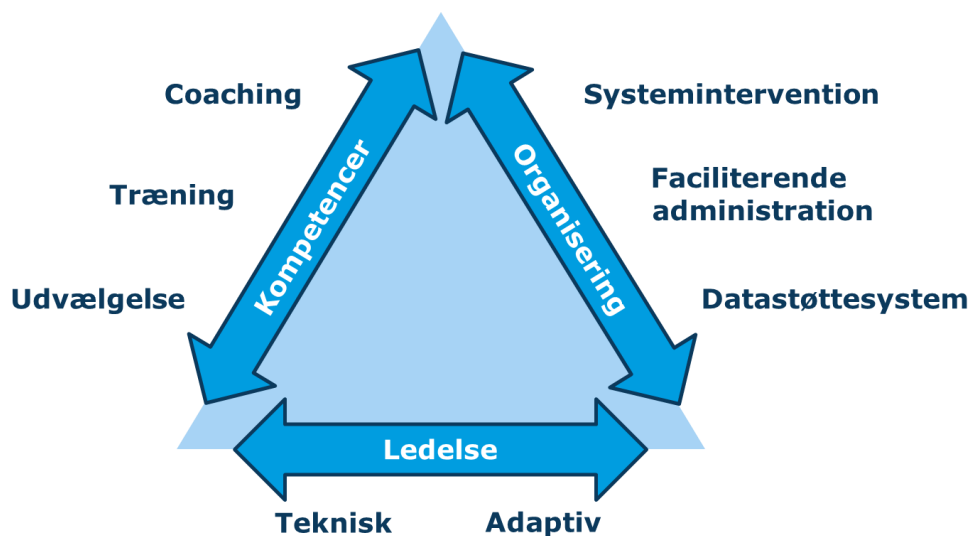 Coaching
Træning
Udvælgelse
Kompetencer
Organisering
Systemintervention
Faciliterende
administration
Datastøttesystem
Ledelse
Teknisk
Adaptiv